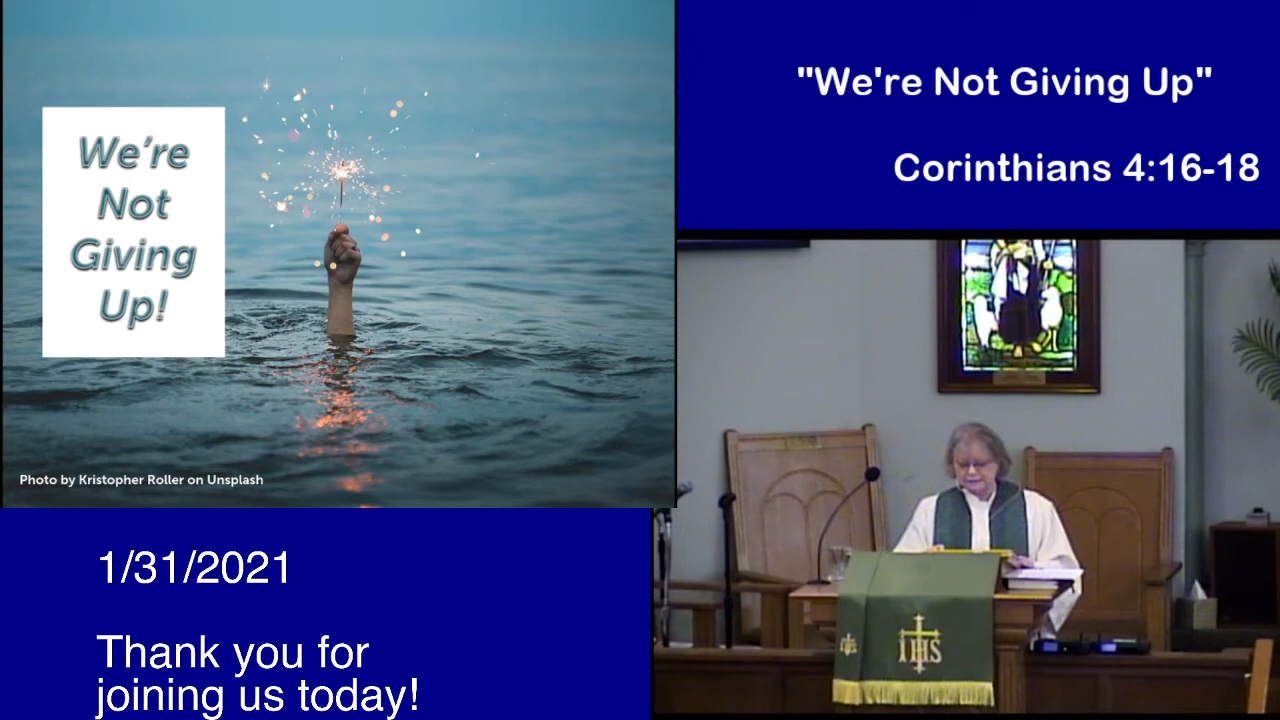 We're
Not
Giving
Up!
Photo by Kristopher Roller on Unsplash
"We're Not Giving Up"
Corinthians 4:16-18
1/31/2021
Thank you for
joining us today!
IHS